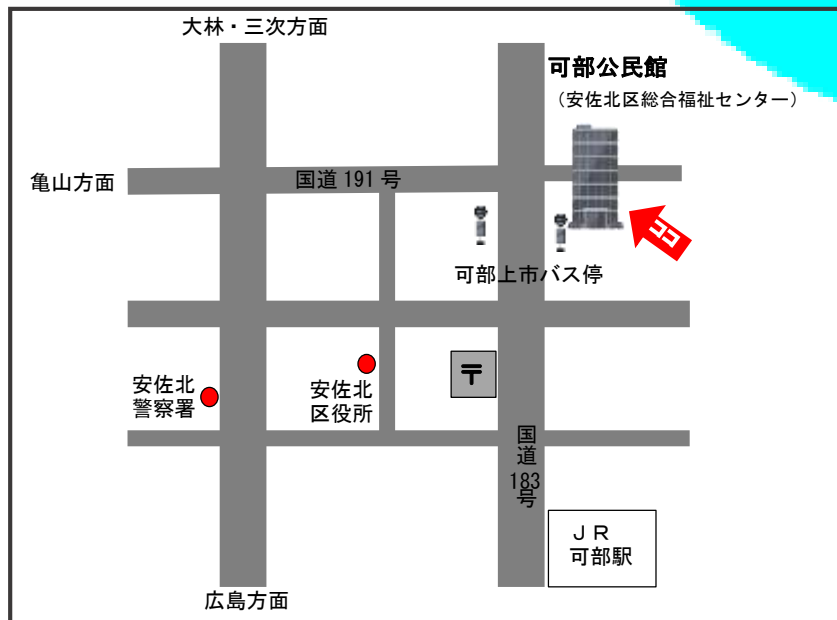 大林・三次方面
可部公民館
（安佐北区総合福祉センター）
亀山方面
国道 191 号
ココ
可部上市バス停
〒
安佐北
警察署
安佐北
区役所
国道
183
号
ＪＲ
可部駅
広島方面